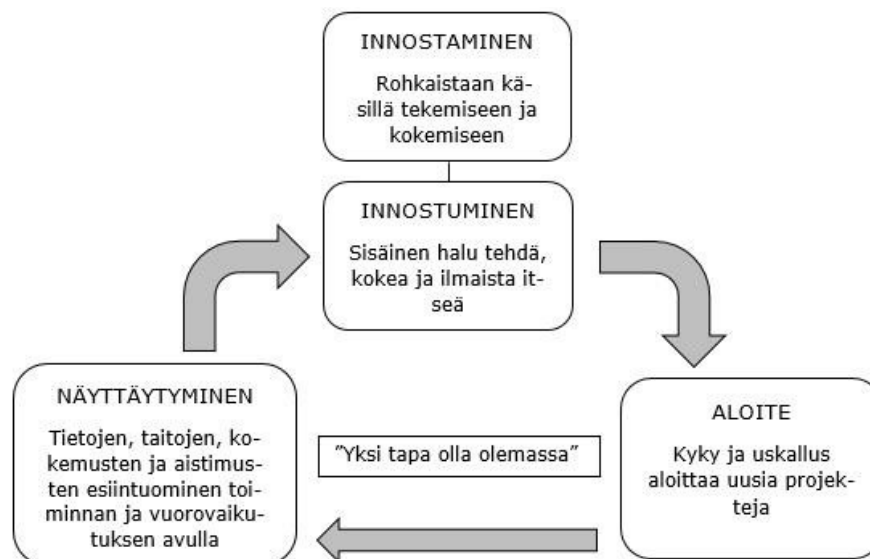 INNOSTAMINEN
Rohkaistaan kä-
sillä tekemiseen ja
kokemiseen
INNOSTUMINEN
Sisäinen halu tehdä,
kokea ja ilmaista it-
seä
NÄYTTÄYTYMINEN
Tietojen, taitojen, ko-
kemusten ja aistimus-
ten esiintuominen toi-
minnan ja vuorovaiku-
tuksen avulla
"Yksi tapa olla olemassa"
ALOITE
Kyky ja uskallus
aloittaa uusia projek-
teja